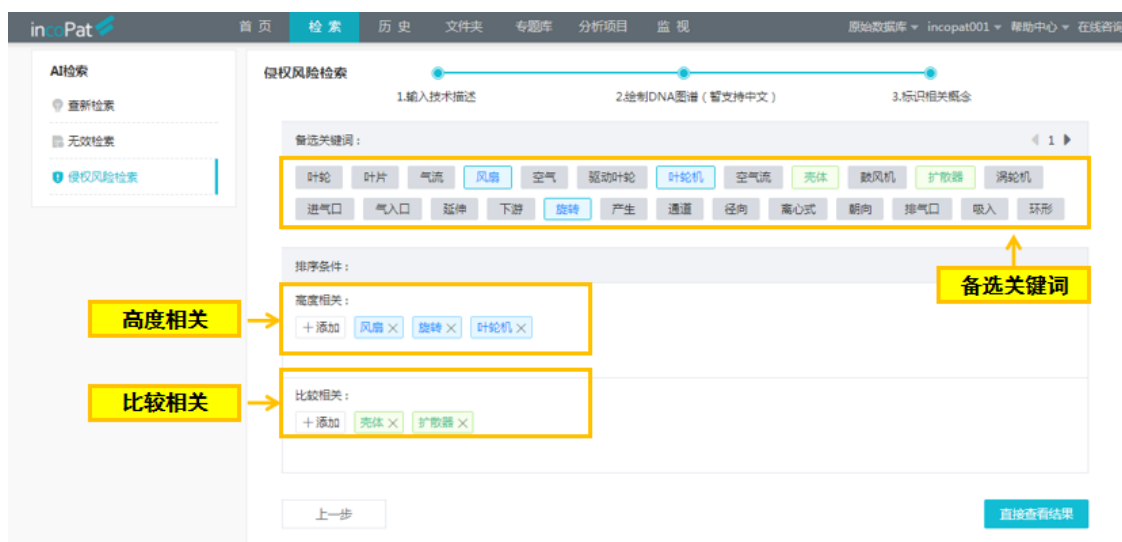 incoPat 首页 检索 历史 文件夹 专题库 分析项目 监视 原始数据库 incopat001 帮助中心 在线咨询
AI检索
查新检索
无效检索
侵权风险检索
侵权风险检索
1.输入技术描述 2.绘制DNA图谱（暂支持中文） 3.标识相关概念
备选关键词： 1
叶轮 叶片 气流 风扇 空气 驱动叶轮 叶轮机 空气流 壳体 鼓风机 扩散器 涡轮机
进气口 气入口 延伸 下游 旋转 产生 通道 径向 离心式 朝向 排气口 吸入 环形
备选关键词
排序条件：
高度相关
高度相关：
＋添加 风扇 × 旋转 × 叶轮机 ×
比较相关
比较相关：
＋添加 壳体 × 扩散器 ×
上一步 直接查看结果